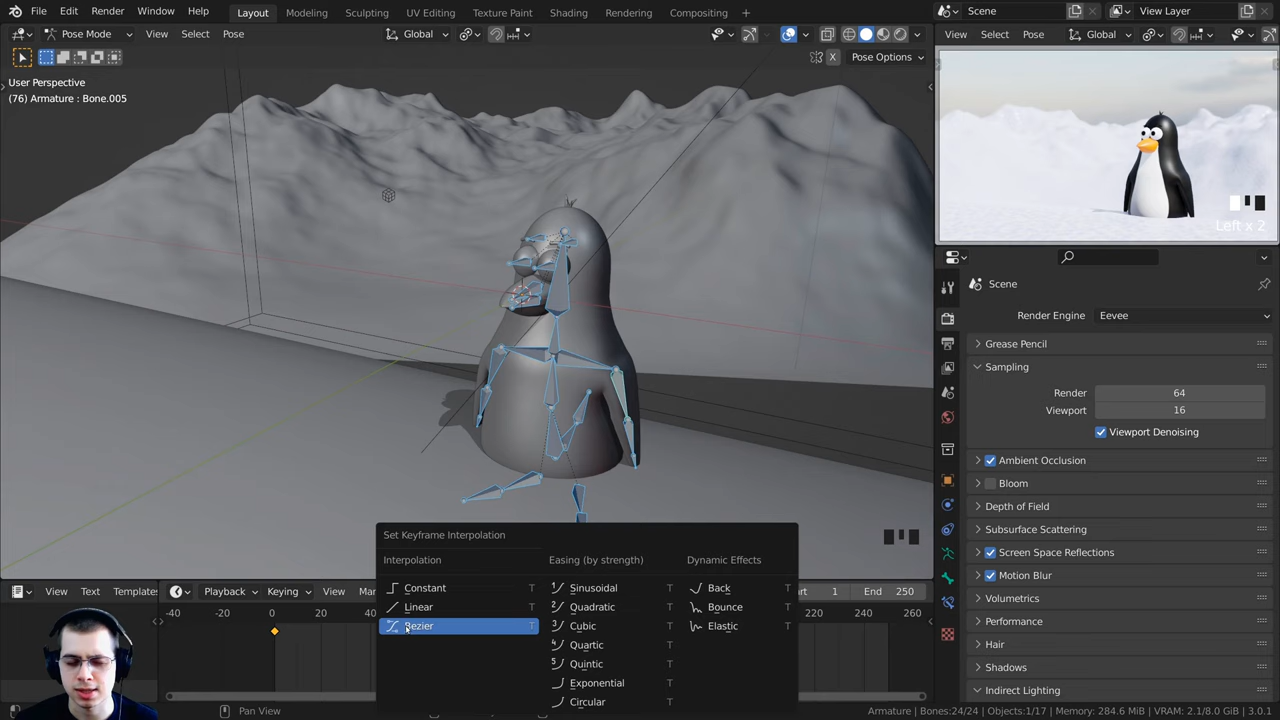 File Edit Render Window Help Layout Modeling Sculpting UV Editing Texture Paint Shading Rendering Compositing Scene View Layer
Pose Mode View Select Pose Global View Select Pose Global
X Pose Options
User Perspective
(76) Armature : Bone.005
Left x 2
Scene
Render Engine Eevee
Grease Pencil
Sampling
Render 64
Viewport 16
Viewport Denoising
Ambient Occlusion
Bloom
Depth of Field
Subsurface Scattering
Screen Space Reflections
Motion Blur
Volumetrics
Performance
Hair
Shadows
Indirect Lighting
Set Keyframe Interpolation
Interpolation Easing (by strength) Dynamic Effects
Constant T Sinusoidal T Back T
Linear T Quadratic T Bounce T
Bezier T Cubic T Elastic T
Quartic T
Quintic T
Exponential T
Circular T
View Select Templates Playback Keying View Mar Start 1 End 250
-40 -20 0 20 40 220 240 260
Pan View
Armature | Bones:24/24 | Objects:1/17 | Memory: 284.6 MiB | VRAM: 2.1/8.0 GiB | 3.0.1